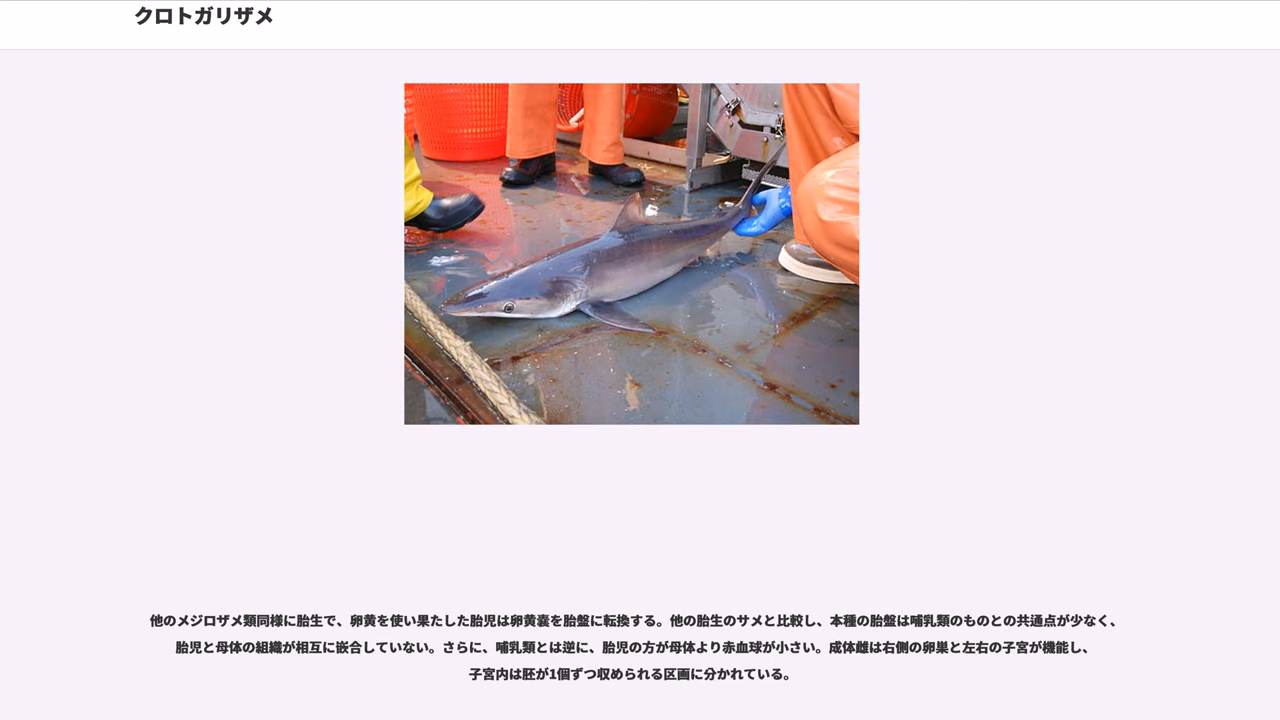 クロトガリザメ
他のメジロザメ類同様に胎生で、卵黄を使い果たした胎児は卵黄嚢を胎盤に転換する。他の胎生のサメと比較し、本種の胎盤は哺乳類のものとの共通点が少なく、
胎児と母体の組織が相互に嵌合していない。さらに、哺乳類とは逆に、胎児の方が母体より赤血球が小さい。成体雌は右側の卵巣と左右の子宮が機能し、
子宮内は胚が1個ずつ収められる区画に分かれている。